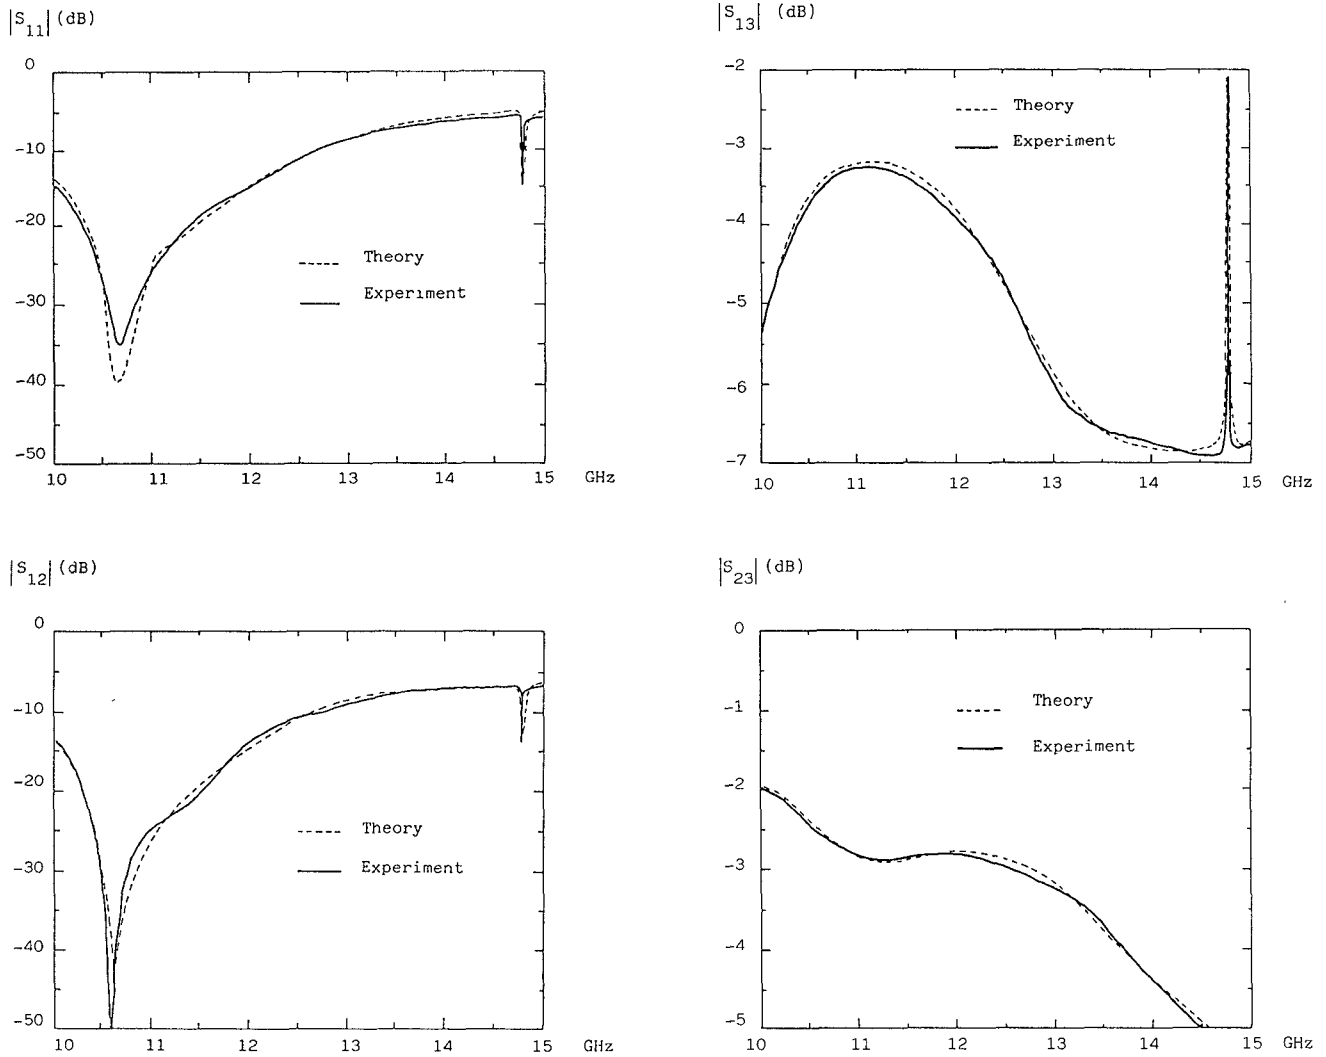 |S11| (dB)
0
-10
-20
-30
-40
-50
10 11 12 13 14 15 GHz
Theory
Experiment
|S13| (dB)
-2
-3
-4
-5
-6
-7
10 11 12 13 14 15 GHz
Theory
Experiment
|S12| (dB)
0
-10
-20
-30
-40
-50
10 11 12 13 14 15 GHz
Theory
Experiment
|S23| (dB)
0
-1
-2
-3
-4
-5
10 11 12 13 14 15 GHz
Theory
Experiment